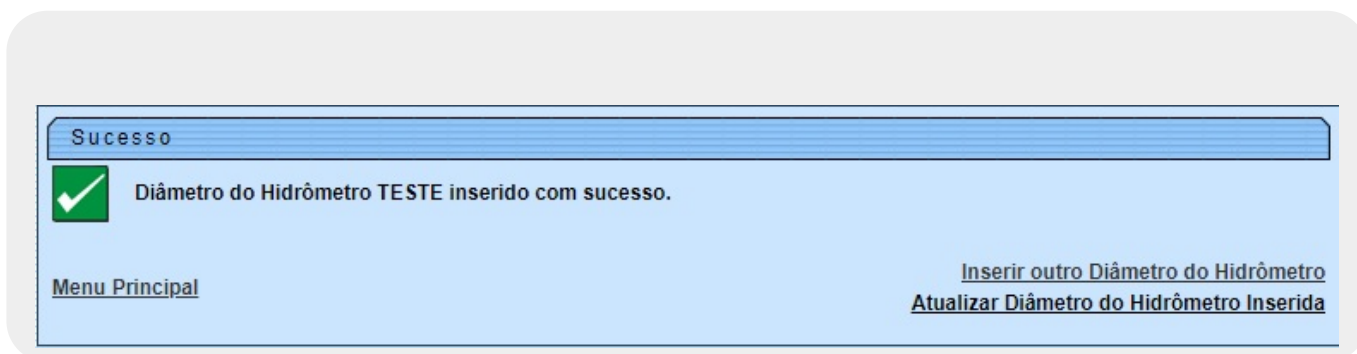 Sucesso
Diâmetro do Hidrômetro TESTE inserido com sucesso.
Menu Principal
Inserir outro Diâmetro do Hidrômetro
Atualizar Diâmetro do Hidrômetro Inserida